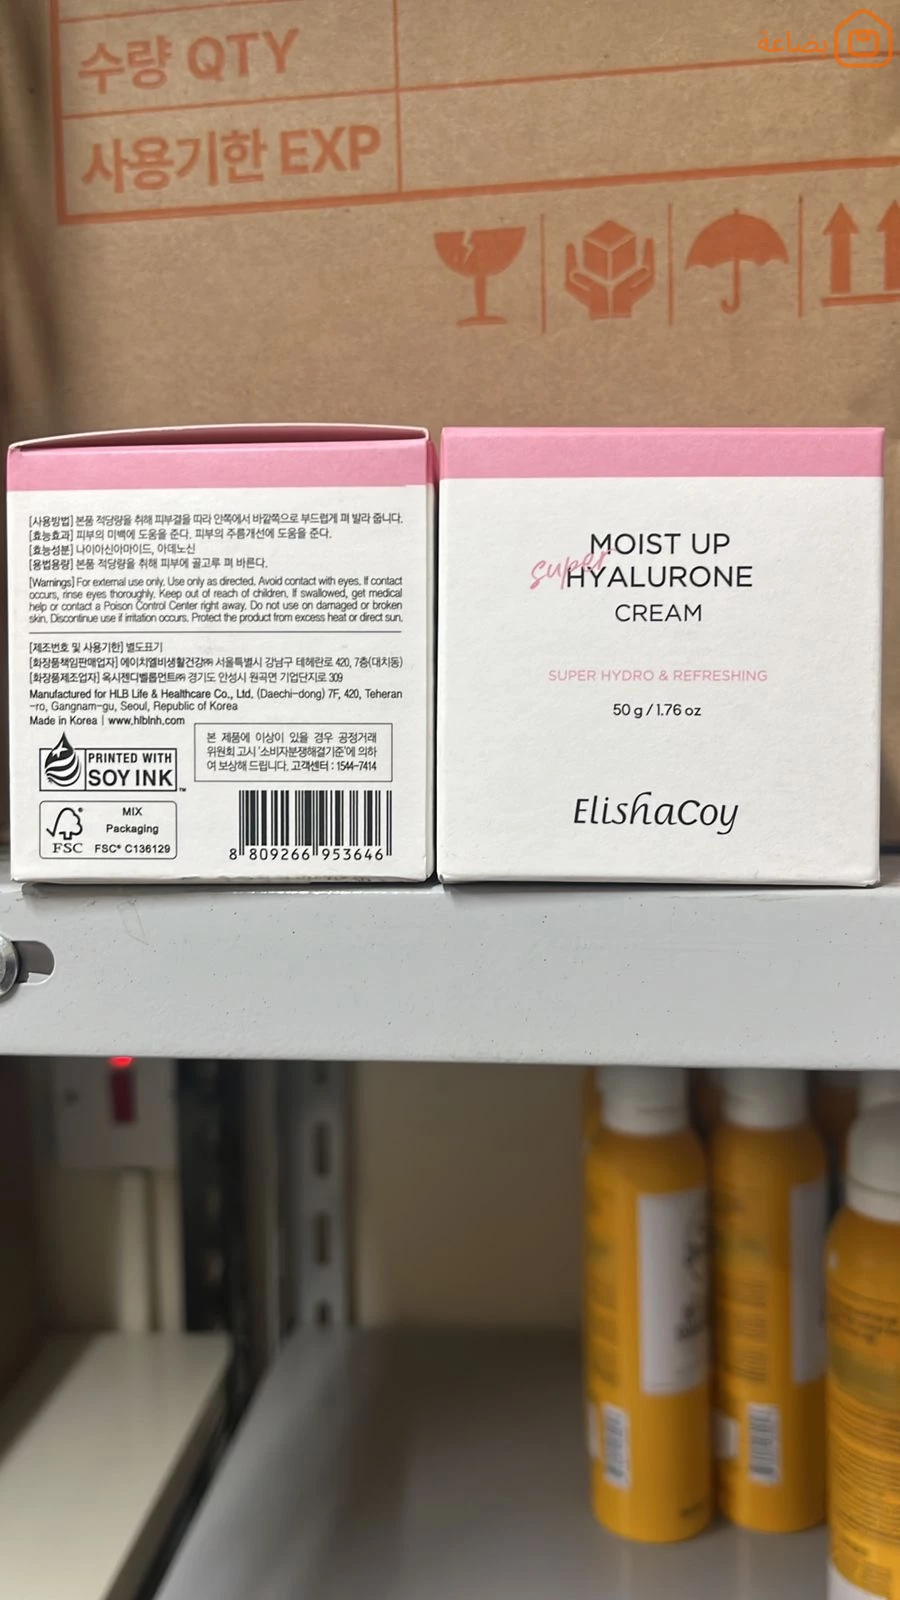 بضاعة
수량 QTY
사용기한 EXP
[사용방법] 본품 적당량을 취해 피부결을 따라 안쪽에서 바깥쪽으로 부드럽게 펴 발라 줍니다.
[효능효과] 피부의 미백에 도움을 준다. 피부의 주름개선에 도움을 준다.
[효능성분] 나이아신아마이드, 아데노신
[용법용량] 본품 적당량을 취해 피부에 골고루 펴 바른다.
[Warnings] For external use only. Use only as directed. Avoid contact with eyes. If contact
occurs, rinse eyes thoroughly. Keep out of reach of children. If swallowed, get medical
help or contact a Poison Control Center right away. Do not use on damaged or broken
skin. Discontinue use if irritation occurs. Protect the product from excess heat or direct sun.
[제조번호 및 사용기한] 별도표기
[화장품책임판매업자] 에이치엘비생활건강㈜ 서울특별시 강남구 테헤란로 420, 7층(대치동)
[화장품제조업자] 옥시젠디벨롭먼트㈜ 경기도 안성시 원곡면 기업단지로 309
Manufactured for HLB Life & Healthcare Co., Ltd. (Daechi-dong) 7F, 420, Teheran
-ro, Gangnam-gu, Seoul, Republic of Korea
Made in Korea | www.hlblnh.com
PRINTED WITH
SOY INK™
본 제품에 이상이 있을 경우 공정거래
위원회 고시 '소비자분쟁해결기준'에 의하
여 보상해 드립니다. 고객센터 : 1544-7414
FSC
MIX
Packaging
FSC® C136129
8 809266 953646
MOIST UP
super
HYALURONE
CREAM
SUPER HYDRO & REFRESHING
50 g / 1.76 oz
ElishaCoy